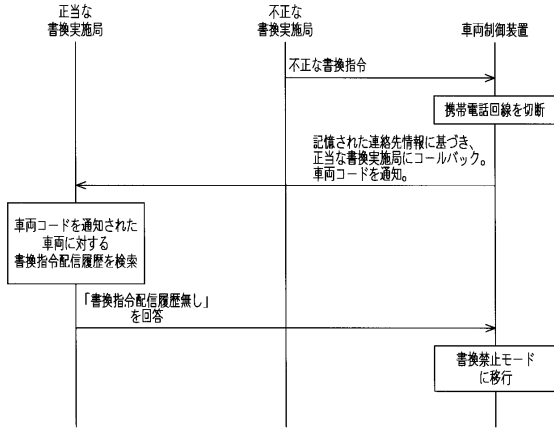 正当な
書換実施局
不正な
書換実施局
車両制御装置
不正な書換指令
携帯電話回線を切断
記憶された連絡先情報に基づき、
正当な書換実施局にコールバック。
車両コードを通知。
車両コードを通知された
車両に対する
書換指令配信履歴を検索
「書換指令配信履歴無し」
を回答
書換禁止モード
に移行